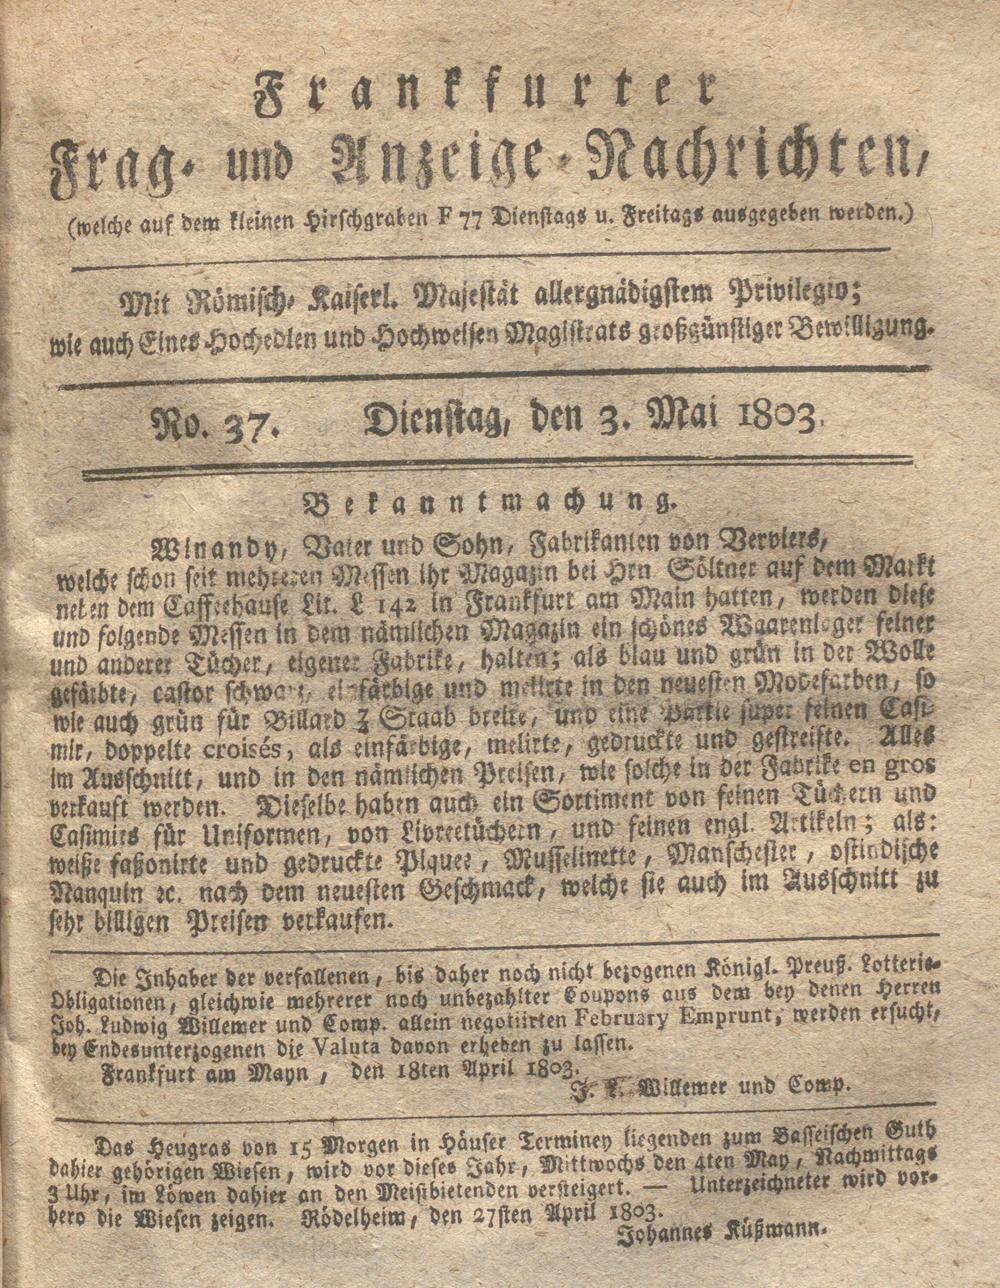 Frankfurter
Frag- und Anzeige-Nachrichten,
(welche auf dem kleinen Hirschgraben F 77 Dienstags u. Freitags ausgegeben werden.)
Mit Römisch- Kaiserl. Majestät allergnädigstem Privilegio;
wie auch Eines Hochedlen und Hochweisen Magistrats großgünstiger Bewilligung.
No. 37. Dienstag, den 3. Mai 1803.
Bekanntmachung.
Winandy, Vater und Sohn, Fabrikanten von Verviers,
welche schon seit mehreren Messen ihr Magazin bei Hrn Söltner auf dem Markt
neben dem Caffeehause Lit. L 142 in Frankfurt am Main hatten, werden diese
und folgende Messen in dem nämlichen Magazin ein schönes Waarenlager feiner
und anderer Tücher, eigener Fabrike, halten; als blau und grün in der Wolle
gefärbte, castor schwarz, einfärbige und melirte in den neuesten Modefarben, so
wie auch grün für Billard Staab breite, und eine Partie super feinen Casi-
mir, doppelte croisés, als einfärbige, melirte, gedruckte und gestreifte. Alles
im Ausschnitt, und in den nämlichen Preisen, wie solche in der Fabrike en gros
verkauft werden. Dieselbe haben auch ein Sortiment von feinen Tüchern und
Casimirs für Uniformen, von Livreetüchern, und feinen engl. Artikeln; als:
weiße faßonirte und gedruckte Piquee, Musselinette, Manschester, ostindische
Nanquin ꝛc. nach dem neuesten Geschmack, welche sie auch im Ausschnitt zu
sehr billigen Preisen verkaufen.
Die Inhaber der verfallenen, bis daher noch nicht bezogenen Königl. Preuß. Lotterie-
Obligationen, gleichwie mehrerer noch unbezahlter Coupons aus dem bey denen Herren
Joh. Ludwig Willemer und Comp. allein negotiirten February Emprunt, werden ersucht,
bey Endesunterzogenen die Valuta davon erheben zu lassen.
Frankfurt am Mayn, den 18ten April 1803.
J. L. Willemer und Comp.
Das Heugras von 15 Morgen in Häuser Terminey liegenden zum Basseischen Guth
dahier gehörigen Wiesen, wird vor dieses Jahr, Mittwochs den 4ten May, Nachmittags
3 Uhr, im Löwen dahier an den Meistbietenden versteigert. — Unterzeichneter wird vor-
hero die Wiesen zeigen. Rödelheim, den 27sten April 1803.
Johannes Küßmann.